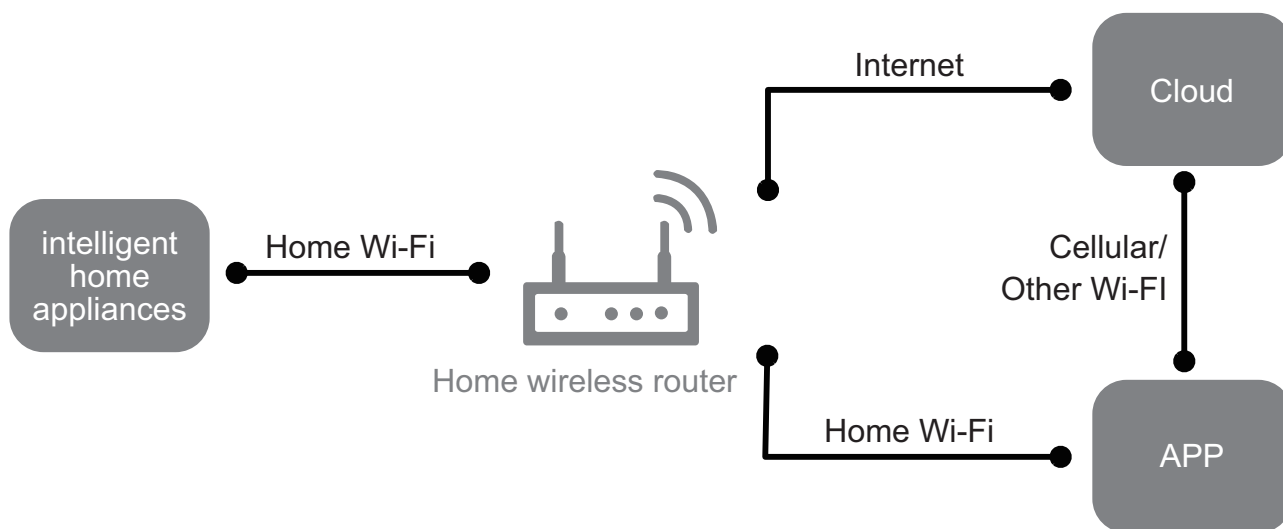 Internet
Cloud
intelligent
home
appliances
Home Wi-Fi
Cellular/
Other Wi-FI
Home wireless router
Home Wi-Fi
APP